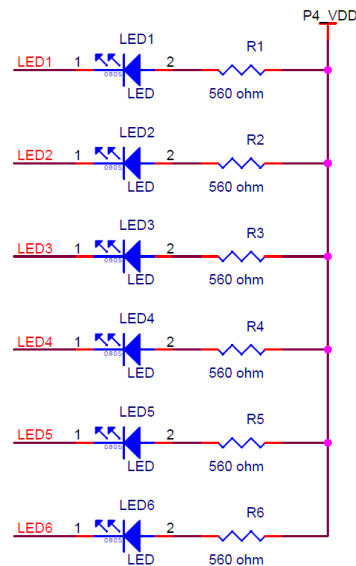 P4_VDD
LED1 R1
LED1 1 2
0805
LED 560 ohm
LED2 R2
LED2 1 2
0805
LED 560 ohm
LED3 R3
LED3 1 2
0805
LED 560 ohm
LED4 R4
LED4 1 2
0805
LED 560 ohm
LED5 R5
LED5 1 2
0805
LED 560 ohm
LED6 R6
LED6 1 2
0805
LED 560 ohm